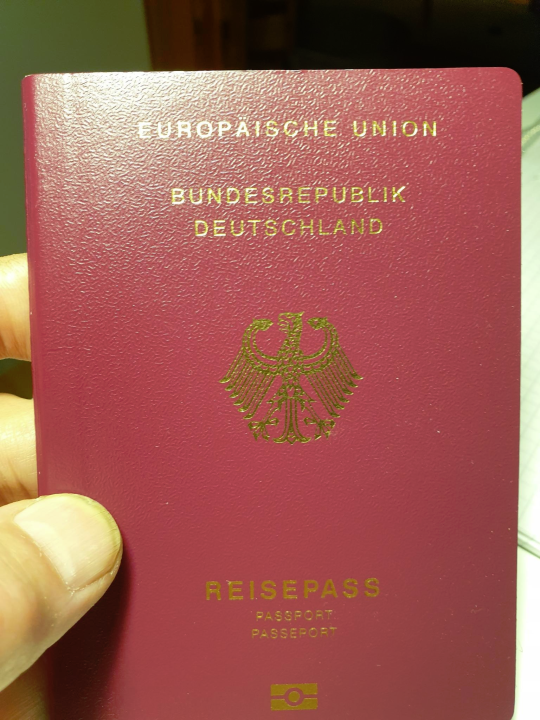 EUROPÄISCHE UNION
BUNDESREPUBLIK
DEUTSCHLAND
REISEPASS
PASSPORT
PASSEPORT